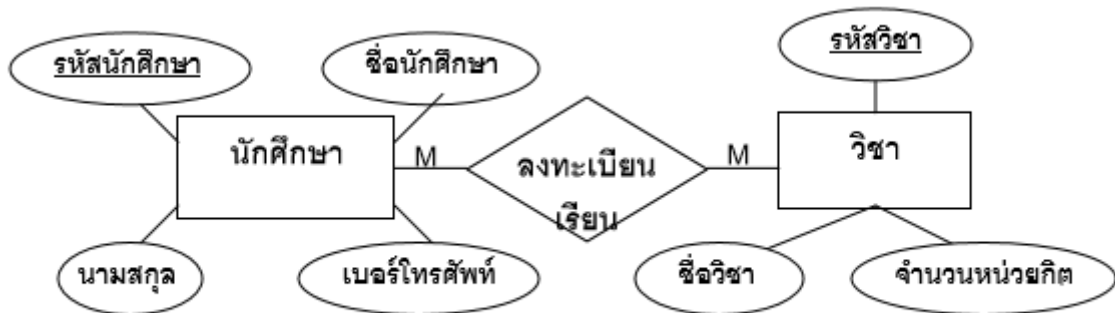 รหัสวิชา
รหัสนักศึกษา
ชื่อนักศึกษา
นักศึกษา
M
ลงทะเบียน
เรียน
M
วิชา
นามสกุล
เบอร์โทรศัพท์
ชื่อวิชา
จำนวนหน่วยกิต